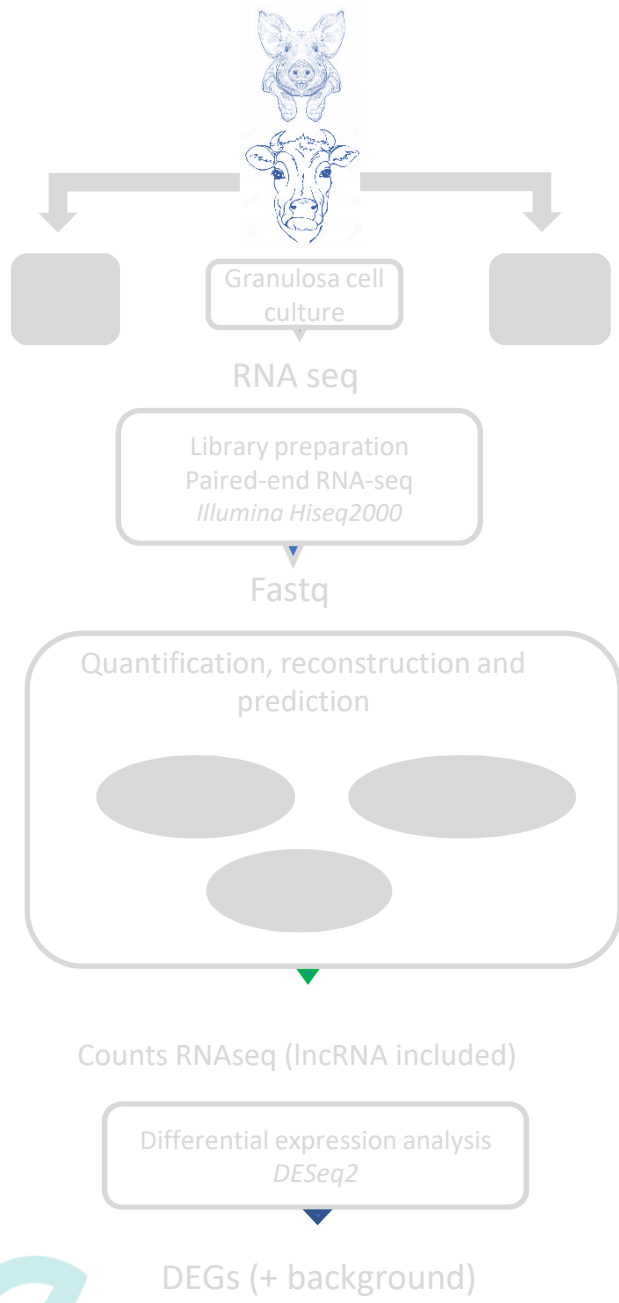 Granulosa cell
culture
RNA seq
Library preparation
Paired-end RNA-seq
Illumina Hiseq2000
Fastq
Quantification, reconstruction and
prediction
Counts RNAseq (lncRNA included)
Differential expression analysis
DESeq2
DEGs (+ background)